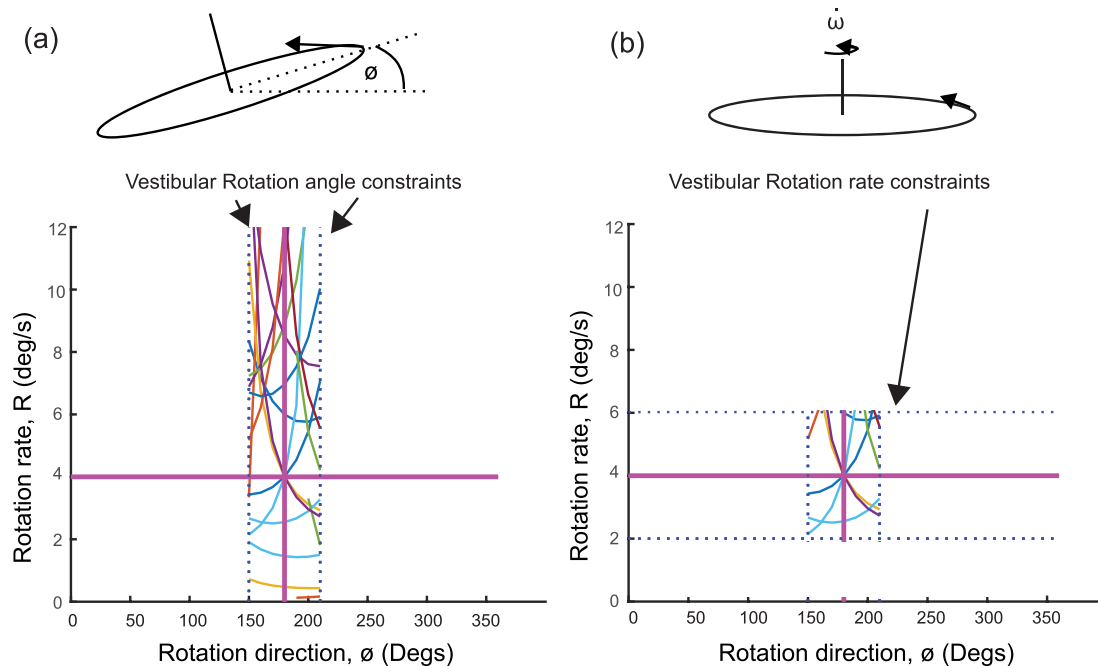 (a)
ø
Vestibular Rotation angle constraints
12
10
8
6
4
2
0
Rotation rate, R (deg/s)
0 50 100 150 200 250 300 350
Rotation direction, ø (Degs)
(b)
ω̇
Vestibular Rotation rate constraints
12
10
8
6
4
2
0
Rotation rate, R (deg/s)
0 50 100 150 200 250 300 350
Rotation direction, ø (Degs)